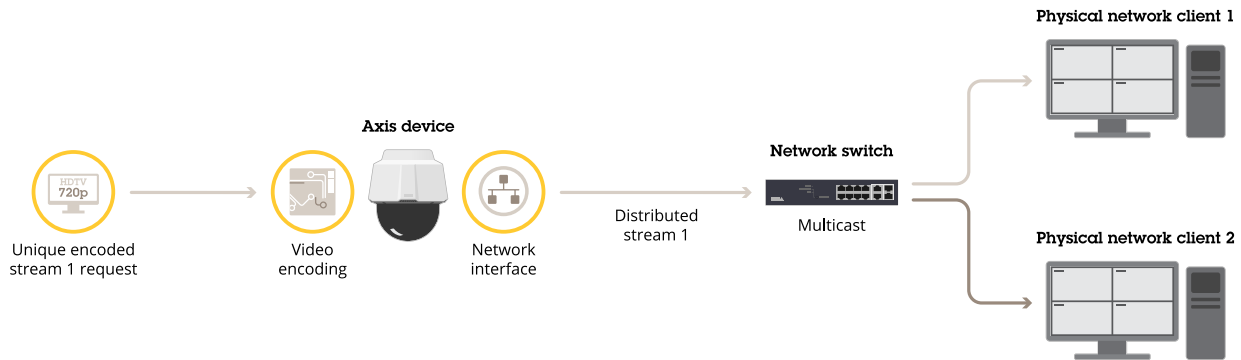 Physical network client 1
Axis device
Network switch
HDTV
720p
Unique encoded
stream 1 request
Video
encoding
Network
interface
Distributed
stream 1
Multicast
Physical network client 2